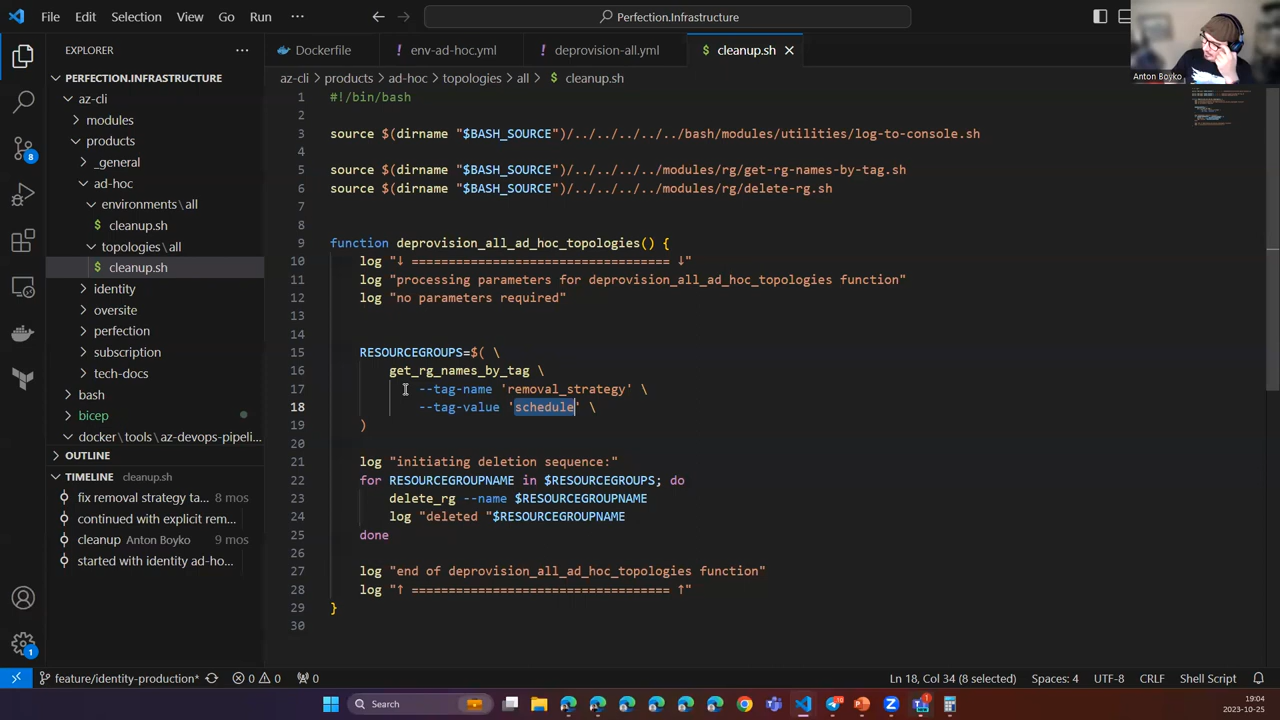 File Edit Selection View Go Run ··· Perfection.Infrastructure
Anton Boyko
EXPLORER ···
PERFECTION.INFRASTRUCTURE
az-cli
modules
products
_general
ad-hoc
environments\all
$ cleanup.sh
topologies\all
$ cleanup.sh
identity
oversite
perfection
subscription
tech-docs
bash
bicep
docker\tools\az-devops-pipeli...
OUTLINE
TIMELINE cleanup.sh
fix removal strategy ta... 8 mos
continued with explicit rem...
cleanup Anton Boyko 9 mos
started with identity ad-ho...
8
1
Dockerfile ! env-ad-hoc.yml ! deprovision-all.yml $ cleanup.sh
az-cli > products > ad-hoc > topologies > all > $ cleanup.sh
1 #!/bin/bash
2
3 source $(dirname "$BASH_SOURCE")/../../../../../bash/modules/utilities/log-to-console.sh
4
5 source $(dirname "$BASH_SOURCE")/../../../../modules/rg/get-rg-names-by-tag.sh
6 source $(dirname "$BASH_SOURCE")/../../../../modules/rg/delete-rg.sh
7
8
9 function deprovision_all_ad_hoc_topologies() {
10 log "↓ ================================== ↓"
11 log "processing parameters for deprovision_all_ad_hoc_topologies function"
12 log "no parameters required"
13
14
15 RESOURCEGROUPS=$( \
16 get_rg_names_by_tag \
17 --tag-name 'removal_strategy' \
18 --tag-value 'schedule' \
19 )
20
21 log "initiating deletion sequence:"
22 for RESOURCEGROUPNAME in $RESOURCEGROUPS; do
23 delete_rg --name $RESOURCEGROUPNAME
24 log "deleted "$RESOURCEGROUPNAME
25 done
26
27 log "end of deprovision_all_ad_hoc_topologies function"
28 log "↑ ================================== ↑"
29 }
30
feature/identity-production* 0 0 0 Ln 18, Col 34 (8 selected) Spaces: 4 UTF-8 CRLF Shell Script
Search
19:04
2023-10-25